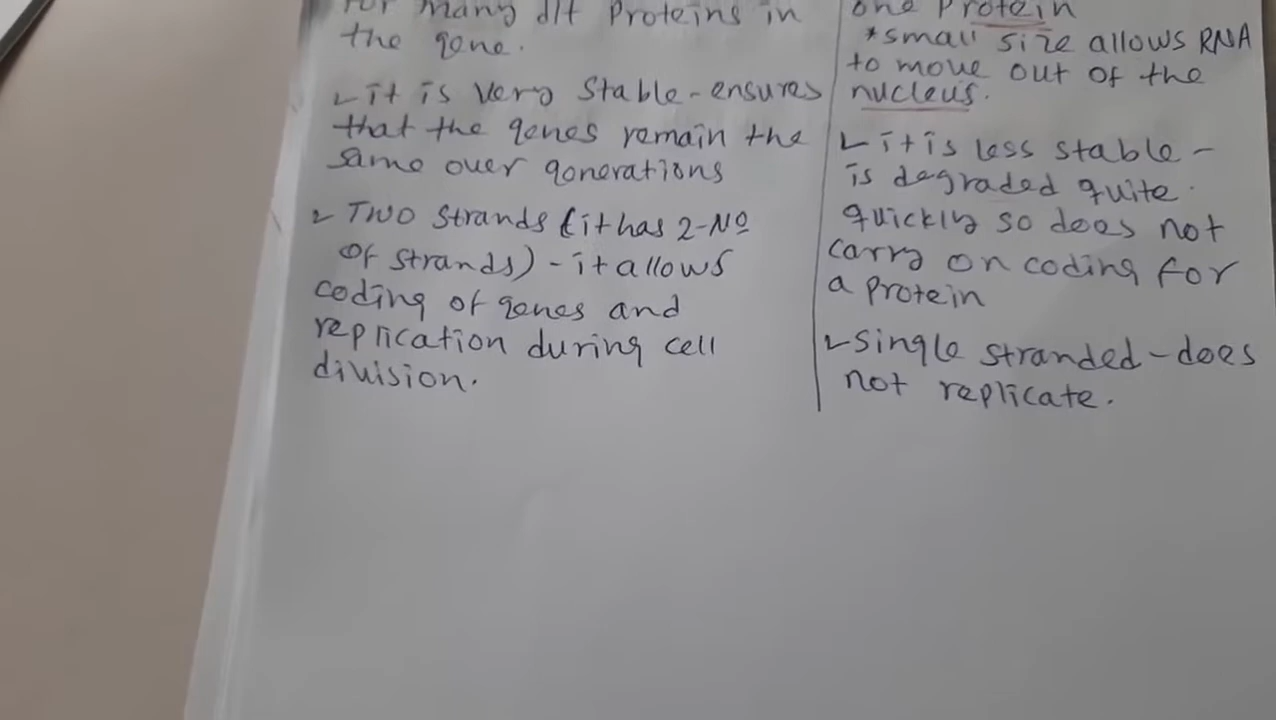 For many d/t Proteins in
the gene.
it is very stable-ensures
that the genes remain the
same over generations
Two strands (it has 2-No
of strands) - it allows
coding of genes and
replication during cell
division.
one Protein
*small size allows RNA
to move out of the
nucleus.
it is less stable -
is degraded quite
quickly so does not
carry on coding for
a protein
single stranded-does
not replicate.